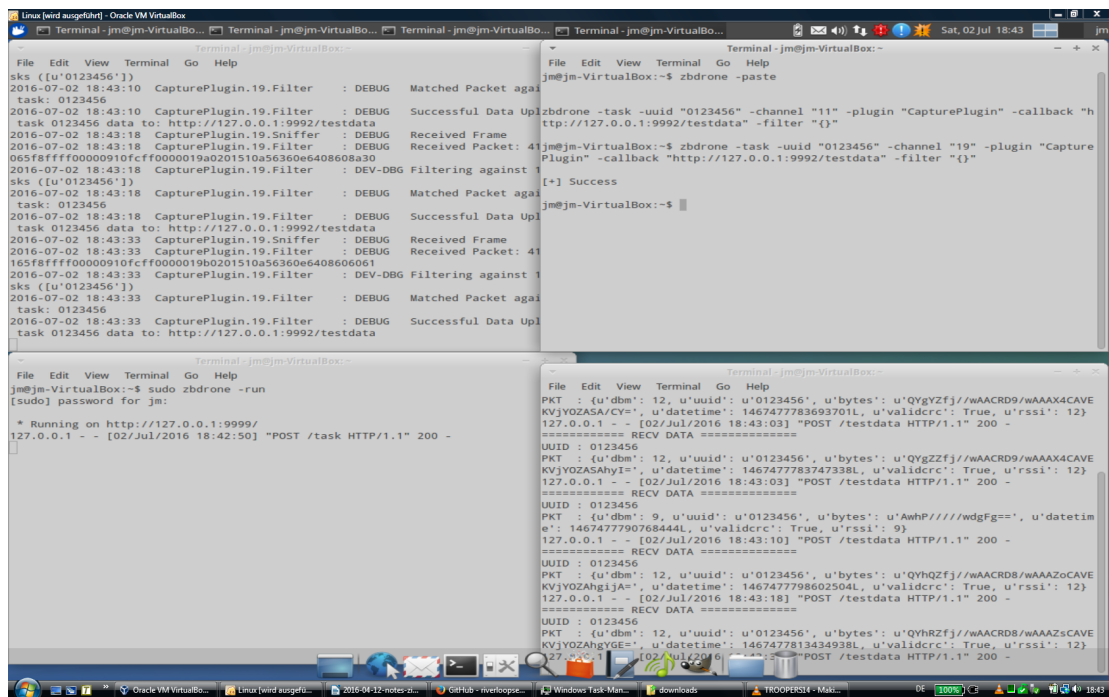 Linux [wird ausgeführt] - Oracle VM VirtualBox
Terminal - jm@jm-VirtualBo... Terminal - jm@jm-VirtualBo... Terminal - jm@jm-VirtualBo... Terminal - jm@jm-VirtualBo... Sat, 02 Jul 18:43 jm
Terminal - jm@jm-VirtualBox: ~
File Edit View Terminal Go Help
sks ([u'0123456'])
2016-07-02 18:43:10 CapturePlugin.19.Filter : DEBUG Matched Packet agai
task: 0123456
2016-07-02 18:43:10 CapturePlugin.19.Filter : DEBUG Successful Data Upl
task 0123456 data to: http://127.0.0.1:9992/testdata
2016-07-02 18:43:18 CapturePlugin.19.Sniffer : DEBUG Received Frame
2016-07-02 18:43:18 CapturePlugin.19.Filter : DEBUG Received Packet: 41
065f8ffff00000910fcff0000019a0201510a56360e6408608a30
2016-07-02 18:43:18 CapturePlugin.19.Filter : DEV-DBG Filtering against 1
sks ([u'0123456'])
2016-07-02 18:43:18 CapturePlugin.19.Filter : DEBUG Matched Packet agai
task: 0123456
2016-07-02 18:43:18 CapturePlugin.19.Filter : DEBUG Successful Data Upl
task 0123456 data to: http://127.0.0.1:9992/testdata
2016-07-02 18:43:33 CapturePlugin.19.Sniffer : DEBUG Received Frame
2016-07-02 18:43:33 CapturePlugin.19.Filter : DEBUG Received Packet: 41
165f8ffff00000910fcff0000019b0201510a56360e6408606061
2016-07-02 18:43:33 CapturePlugin.19.Filter : DEV-DBG Filtering against 1
sks ([u'0123456'])
2016-07-02 18:43:33 CapturePlugin.19.Filter : DEBUG Matched Packet agai
task: 0123456
2016-07-02 18:43:33 CapturePlugin.19.Filter : DEBUG Successful Data Upl
task 0123456 data to: http://127.0.0.1:9992/testdata
Terminal - jm@jm-VirtualBox: ~
File Edit View Terminal Go Help
jm@jm-VirtualBox:~$ zbdrone -paste
zbdrone -task -uuid "0123456" -channel "11" -plugin "CapturePlugin" -callback "h
ttp://127.0.0.1:9992/testdata" -filter "{}"
jm@jm-VirtualBox:~$ zbdrone -task -uuid "0123456" -channel "19" -plugin "Capture
Plugin" -callback "http://127.0.0.1:9992/testdata" -filter "{}"
[+] Success
jm@jm-VirtualBox:~$
Terminal - jm@jm-VirtualBox: ~
File Edit View Terminal Go Help
jm@jm-VirtualBox:~$ sudo zbdrone -run
[sudo] password for jm:
* Running on http://127.0.0.1:9999/
127.0.0.1 - - [02/Jul/2016 18:42:50] "POST /task HTTP/1.1" 200 -
Terminal - jm@jm-VirtualBox: ~
File Edit View Terminal Go Help
PKT : {u'dbm': 12, u'uuid': u'0123456', u'bytes': u'QYgYZfj//wAACRD9/wAAAX4CAVE
KVjYOZASA/CY=', u'datetime': 1467477783693701L, u'validcrc': True, u'rssi': 12}
127.0.0.1 - - [02/Jul/2016 18:43:03] "POST /testdata HTTP/1.1" 200 -
============ RECV DATA ==============
UUID : 0123456
PKT : {u'dbm': 12, u'uuid': u'0123456', u'bytes': u'QYgZZfj//wAACRD9/wAAAX4CAVE
KVjYOZASAhyI=', u'datetime': 1467477783747338L, u'validcrc': True, u'rssi': 12}
127.0.0.1 - - [02/Jul/2016 18:43:03] "POST /testdata HTTP/1.1" 200 -
============ RECV DATA ==============
UUID : 0123456
PKT : {u'dbm': 9, u'uuid': u'0123456', u'bytes': u'AwhP/////wdgFg==', u'datetim
e': 1467477790768444L, u'validcrc': True, u'rssi': 9}
127.0.0.1 - - [02/Jul/2016 18:43:10] "POST /testdata HTTP/1.1" 200 -
============ RECV DATA ==============
UUID : 0123456
PKT : {u'dbm': 12, u'uuid': u'0123456', u'bytes': u'QYhQZfj//wAACRD8/wAAAZoCAVE
KVjYOZAhgijA=', u'datetime': 1467477798602504L, u'validcrc': True, u'rssi': 12}
127.0.0.1 - - [02/Jul/2016 18:43:18] "POST /testdata HTTP/1.1" 200 -
============ RECV DATA ==============
UUID : 0123456
PKT : {u'dbm': 12, u'uuid': u'0123456', u'bytes': u'QYhRZfj//wAACRD8/wAAAZsCAVE
KVjYOZAhgYGE=', u'datetime': 1467477813434938L, u'validcrc': True, u'rssi': 12}
"POST /testdata HTTP/1.1" 200 -
Oracle VM VirtualBo... Linux [wird ausgefü... 2016-04-12-notes-zi... GitHub - riverloopse... Windows Task-Man... downloads TROOPERS14 - Maki... DE 100% 18:43